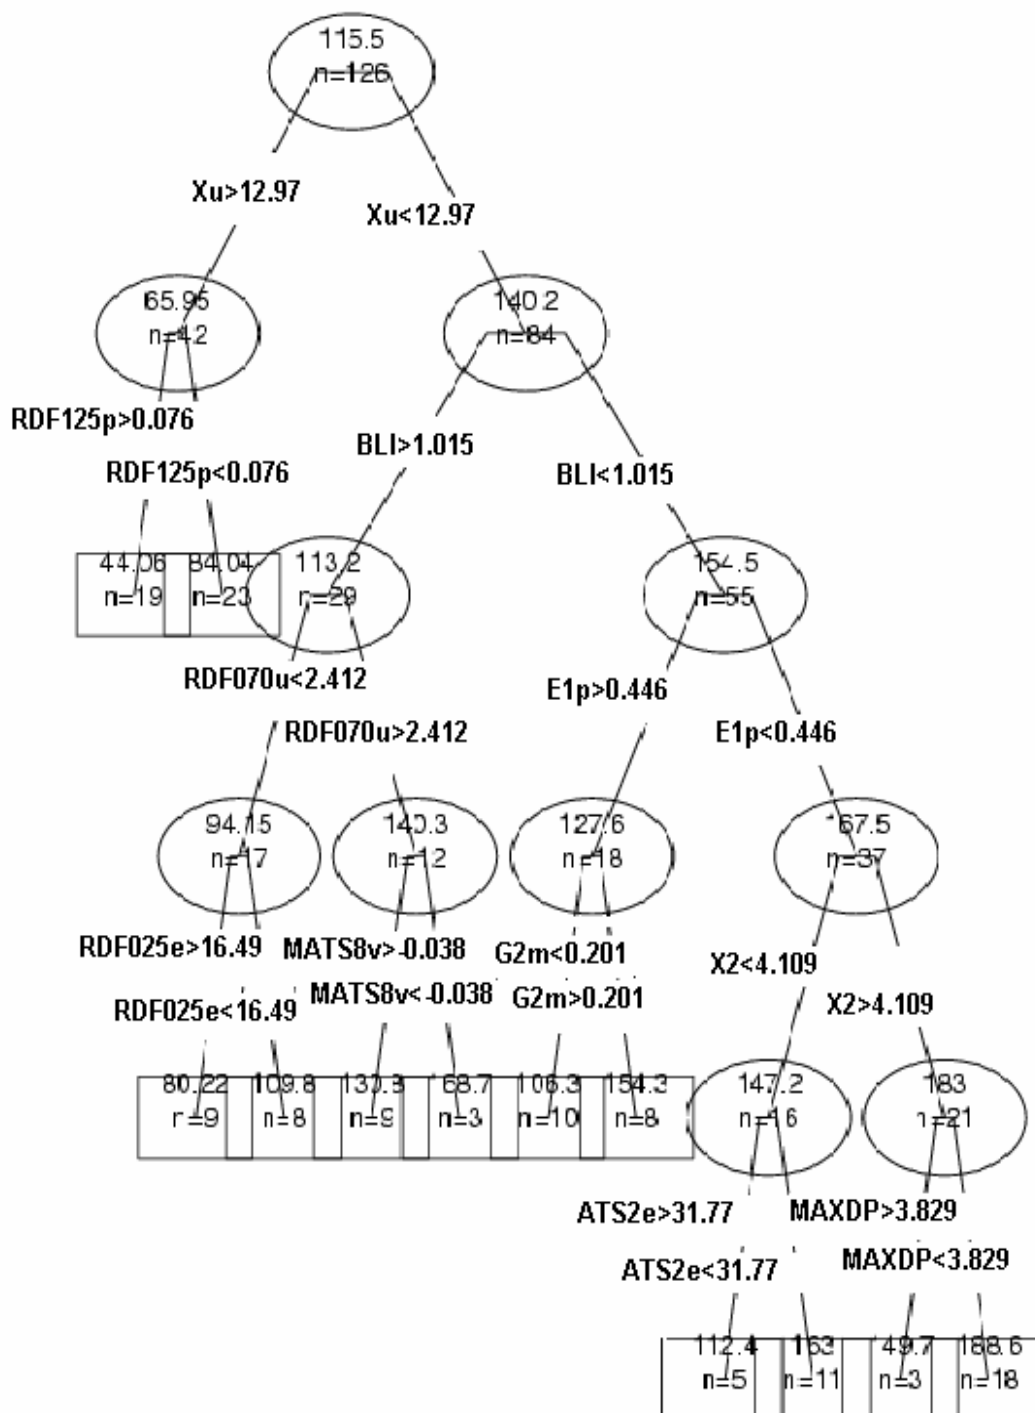 115.5
n=126
Xu>12.97
Xu<12.97
65.95
n=42
140.2
n=84
RDF125p>0.076
RDF125p<0.076
BLI>1.015
BLI<1.015
44.06
n=19
84.04
n=23
113.2
n=29
154.5
n=55
RDF070u<2.412
RDF070u>2.412
E1p>0.446
E1p<0.446
94.15
n=17
140.3
n=12
127.6
n=18
167.5
n=37
RDF025e>16.49
RDF025e<16.49
MATS8v>-0.038
MATS8v<-0.038
G2m<0.201
G2m>0.201
X2<4.109
X2>4.109
80.22
n=9
109.8
n=8
n=9
168.7
n=3
106.3
n=10
154.3
n=8
147.2
n=16
183
n=21
ATS2e>31.77
ATS2e<31.77
MAXDP>3.829
MAXDP<3.829
112.4
n=5
163
n=11
149.7
n=3
188.6
n=18